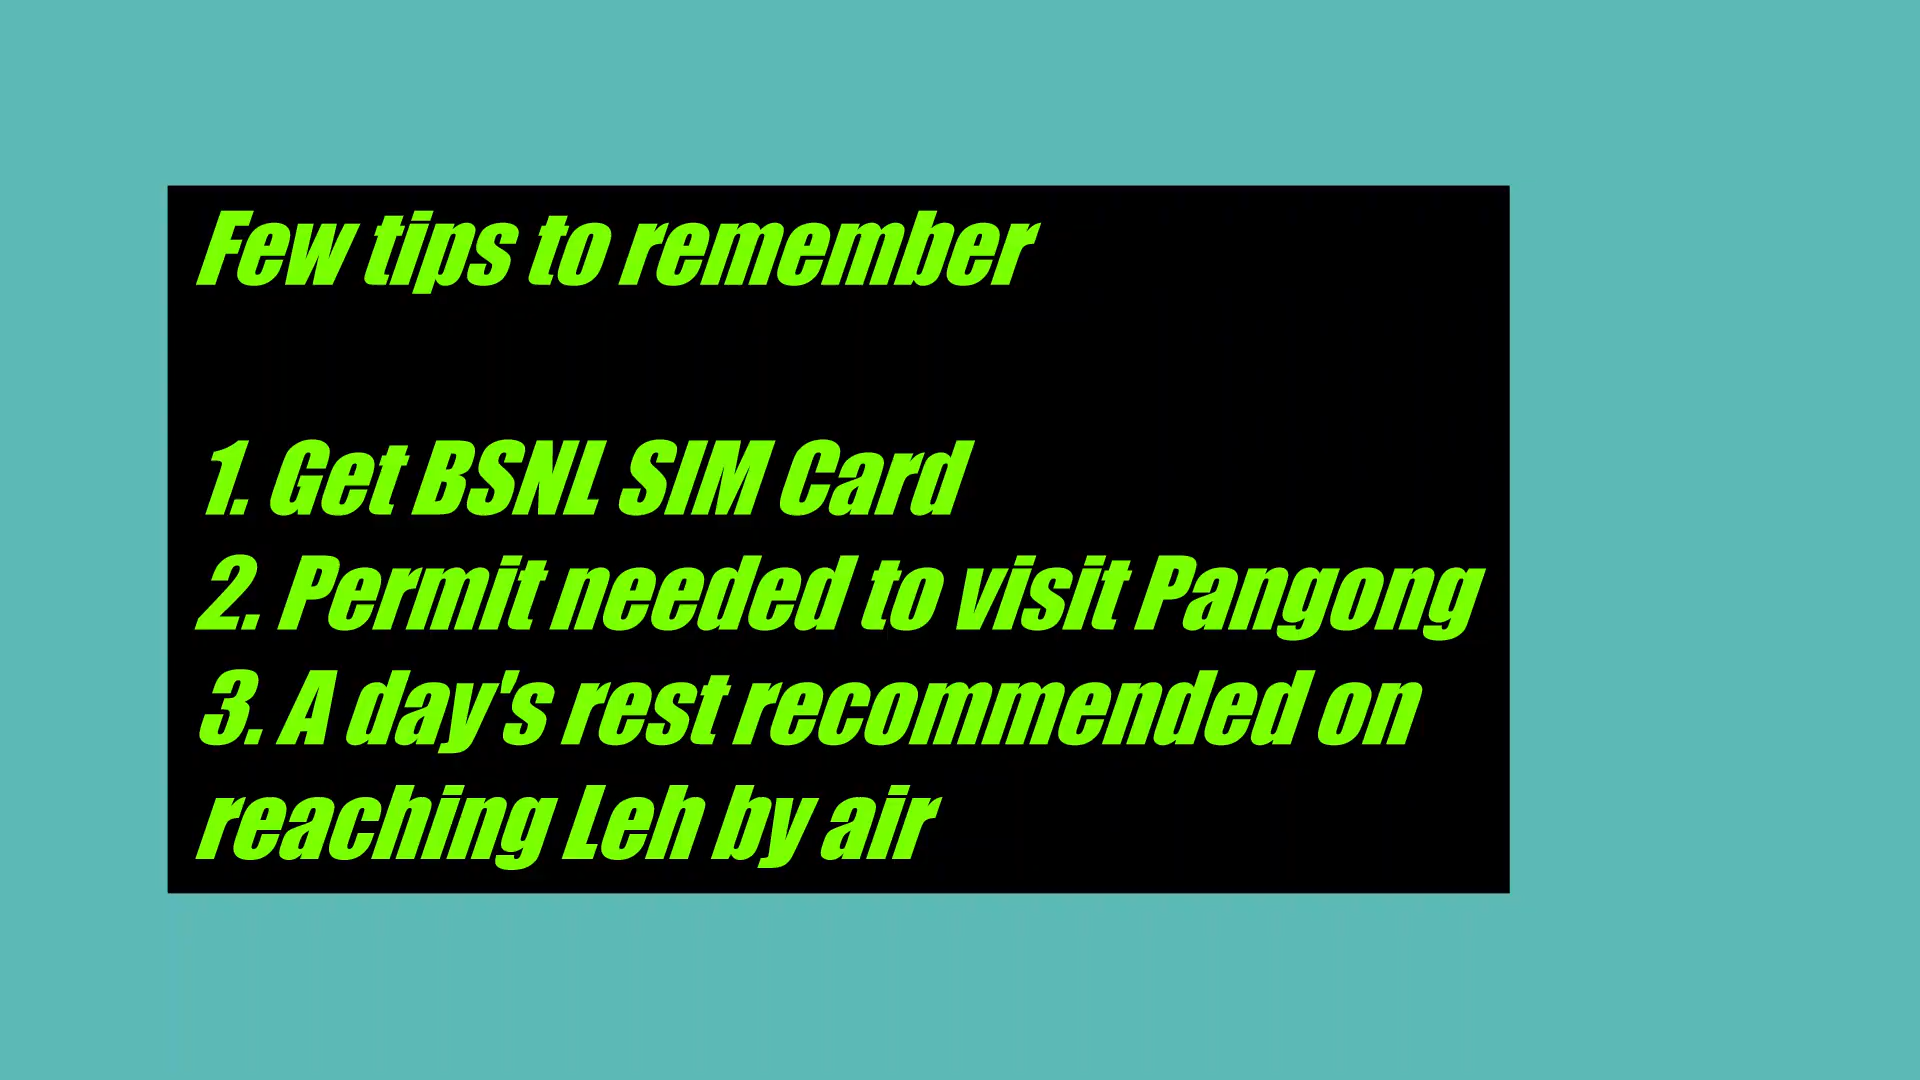 Few tips to remember
1. Get BSNL SIM Card
2. Permit needed to visit Pangong
3. A day's rest recommended on
reaching Leh by air